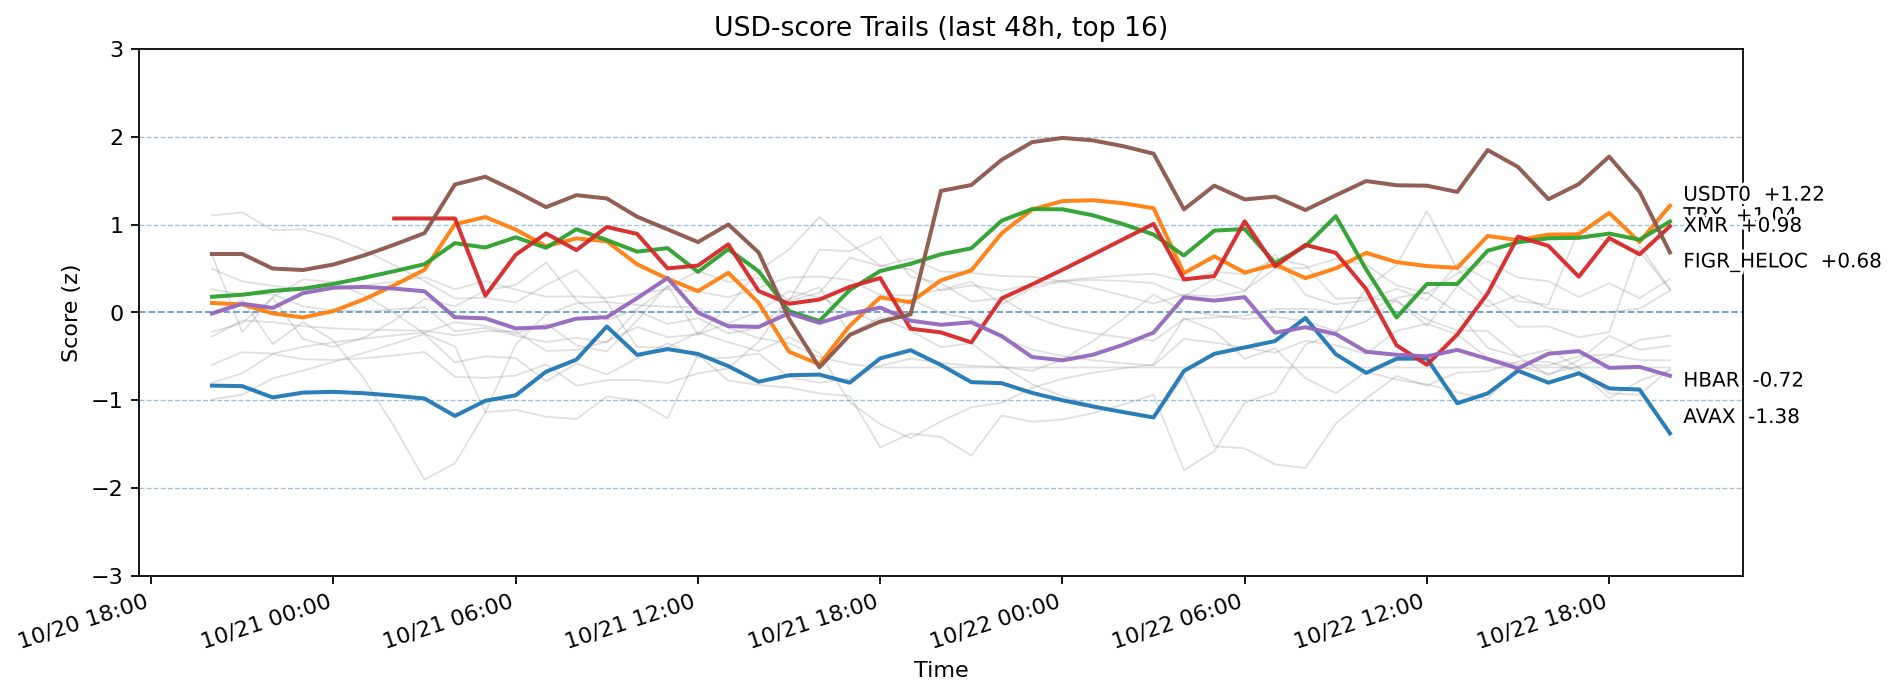 USD-score Trails (last 48h, top 16)
3
2
1
0
−1
−2
−3
Score (z)
USDT0 +1.22
TRX +1.04
XMR +0.98
FIGR_HELOC +0.68
HBAR -0.72
AVAX -1.38
10/20 18:00
10/21 00:00
10/21 06:00
10/21 12:00
10/21 18:00
10/22 00:00
10/22 06:00
10/22 12:00
10/22 18:00
Time